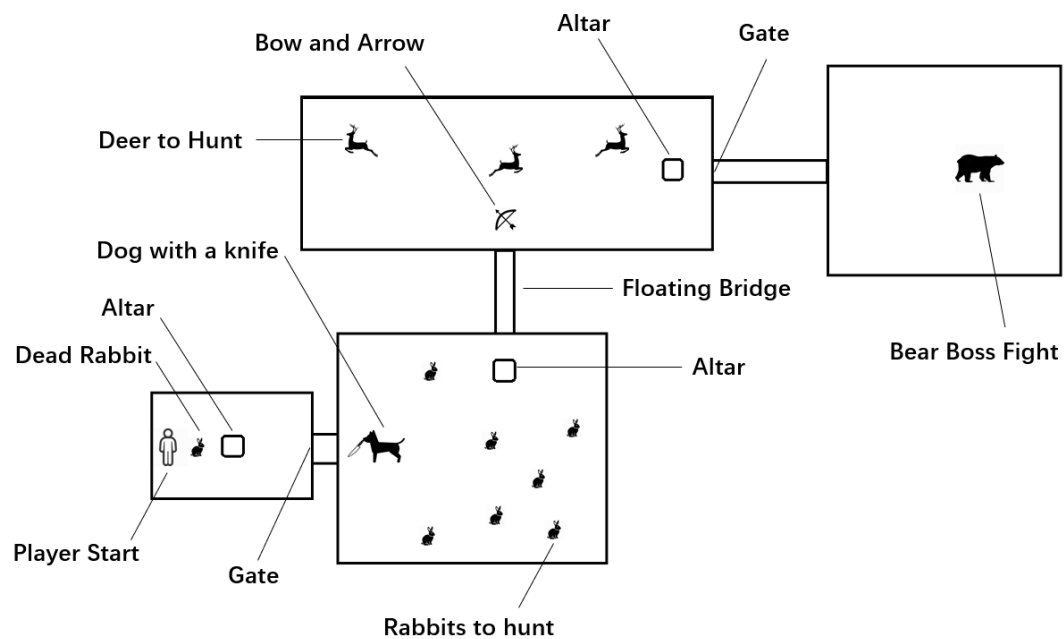 Altar
Gate
Bow and Arrow
Deer to Hunt
Dog with a knife
Floating Bridge
Altar
Bear Boss Fight
Dead Rabbit
Altar
Player Start
Gate
Rabbits to hunt